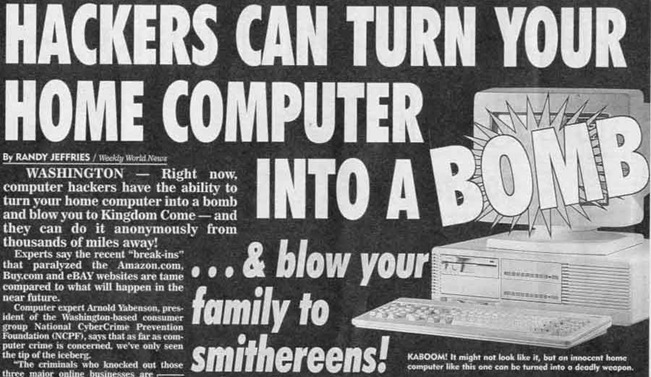 HACKERS CAN TURN YOUR
HOME COMPUTER
INTO A BOMB
... & blow your
family to
smithereens!
By RANDY JEFFRIES / Weekly World News
WASHINGTON — Right now,
computer hackers have the ability to
turn your home computer into a bomb
and blow you to Kingdom Come — and
they can do it anonymously from
thousands of miles away!
Experts say the recent "break-ins"
that paralyzed the Amazon.com,
Buy.com and eBAY websites are tame
compared to what will happen in the
near future.
Computer expert Arnold Yabenson, pres-
ident of the Washington-based consumer
group National CyberCrime Prevention
Foundation (NCPF), says that as far as com-
puter crime is concerned, we've only seen
the tip of the iceberg.
"The criminals who knocked out those
three major online businesses are
KABOOM! It might not look like it, but an innocent home
computer like this one can be turned into a deadly weapon.